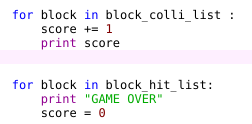 for block in block_colli_list :
    score += 1
    print score
for block in block_hit_list:
    print "GAME OVER"
    score = 0